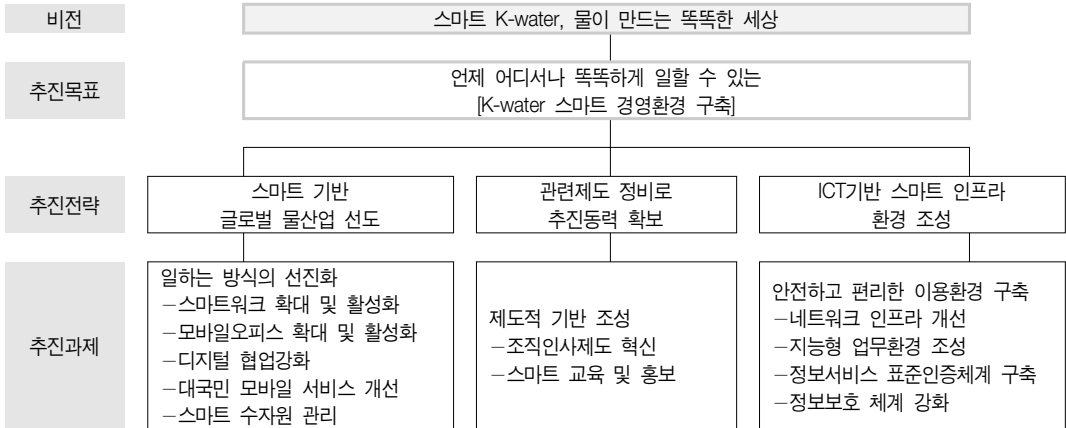 비전
스마트 K-water, 물이 만드는 똑똑한 세상
추진목표
언제 어디서나 똑똑하게 일할 수 있는
[K-water 스마트 경영환경 구축]
추진전략
스마트 기반
글로벌 물산업 선도
관련제도 정비로
추진동력 확보
ICT기반 스마트 인프라
환경 조성
추진과제
일하는 방식의 선진화
–스마트워크 확대 및 활성화
–모바일오피스 확대 및 활성화
–디지털 협업강화
–대국민 모바일 서비스 개선
–스마트 수자원 관리
제도적 기반 조성
–조직인사제도 혁신
–스마트 교육 및 홍보
안전하고 편리한 이용환경 구축
–네트워크 인프라 개선
–지능형 업무환경 조성
–정보서비스 표준인증체계 구축
–정보보호 체계 강화